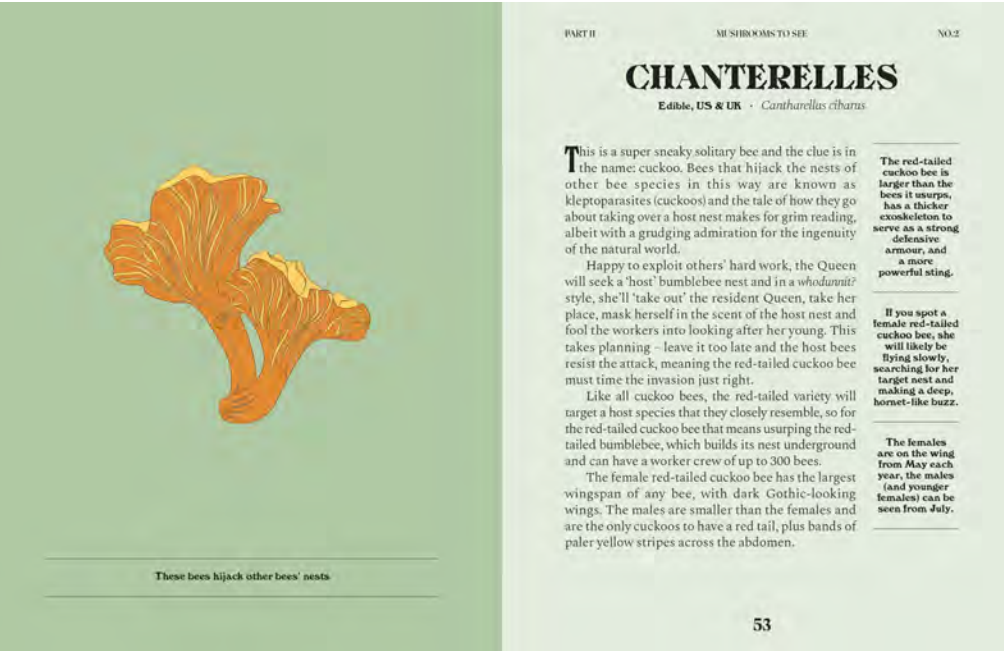 These bees hijack other bees' nests
PART II
MUSHROOMS TO SEE
NO.2
CHANTERELLES
Edible, US & UK · Cantharellus cibarus
This is a super sneaky solitary bee and the clue is in
the name: cuckoo. Bees that hijack the nests of
other bee species in this way are known as
kleptoparasites (cuckoos) and the tale of how they go
about taking over a host nest makes for grim reading,
albeit with a grudging admiration for the ingenuity
of the natural world.
Happy to exploit others' hard work, the Queen
will seek a 'host' bumblebee nest and in a whodunnit?
style, she'll 'take out' the resident Queen, take her
place, mask herself in the scent of the host nest and
fool the workers into looking after her young. This
takes planning – leave it too late and the host bees
resist the attack, meaning the red-tailed cuckoo bee
must time the invasion just right.
Like all cuckoo bees, the red-tailed variety will
target a host species that they closely resemble, so for
the red-tailed cuckoo bee that means usurping the red-
tailed bumblebee, which builds its nest underground
and can have a worker crew of up to 300 bees.
The female red-tailed cuckoo bee has the largest
wingspan of any bee, with dark Gothic-looking
wings. The males are smaller than the females and
are the only cuckoos to have a red tail, plus bands of
paler yellow stripes across the abdomen.
The red-tailed
cuckoo bee is
larger than the
bees it usurps,
has a thicker
exoskeleton to
serve as a strong
defensive
armour, and
a more
powerful sting.
If you spot a
female red-tailed
cuckoo bee, she
will likely be
flying slowly,
searching for her
target nest and
making a deep,
hornet-like buzz.
The females
are on the wing
from May each
year, the males
(and younger
females) can be
seen from July.
53